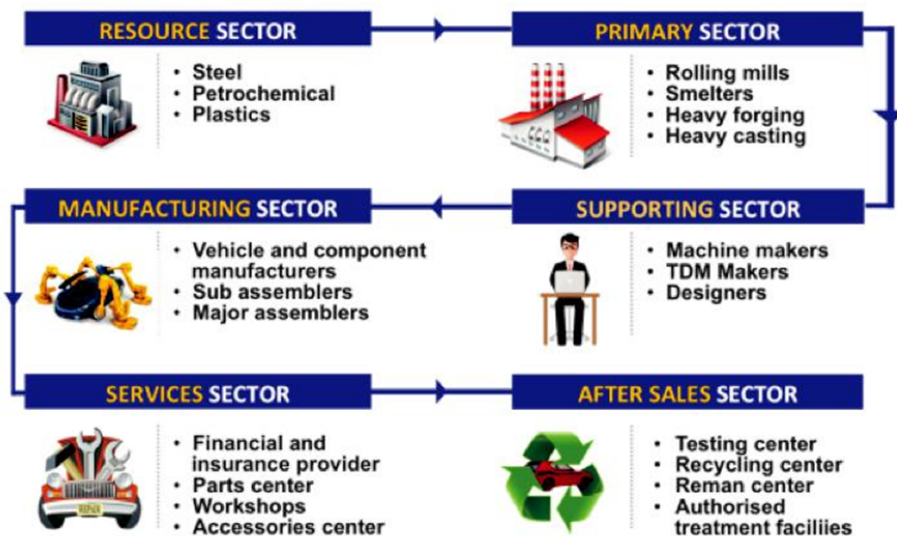 RESOURCE SECTOR
• Steel
• Petrochemical
• Plastics
PRIMARY SECTOR
• Rolling mills
• Smelters
• Heavy forging
• Heavy casting
MANUFACTURING SECTOR
• Vehicle and component
manufacturers
• Sub assemblers
• Major assemblers
SUPPORTING SECTOR
• Machine makers
• TDM Makers
• Designers
SERVICES SECTOR
• Financial and
insurance provider
• Parts center
• Workshops
• Accessories center
REPAIR
AFTER SALES SECTOR
• Testing center
• Recycling center
• Reman center
• Authorised
treatment faciliies